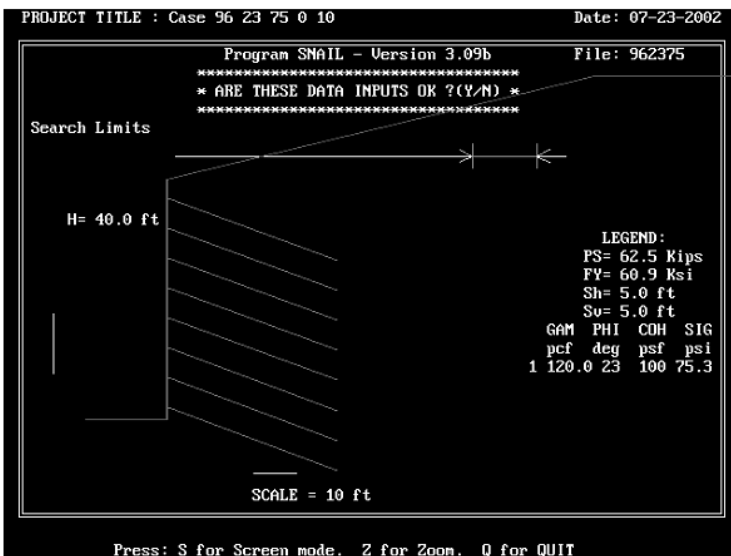 PROJECT TITLE : Case 96 23 75 0 10 Date: 07-23-2002
Program SNAIL - Version 3.09b File: 962375
***********************************
* ARE THESE DATA INPUTS OK ?(Y/N) *
***********************************
Search Limits
H= 40.0 ft
LEGEND:
PS= 62.5 Kips
FY= 60.9 Ksi
Sh= 5.0 ft
Sv= 5.0 ft
GAM PHI COH SIG
pcf deg psf psi
1 120.0 23 100 75.3
SCALE = 10 ft
Press: S for Screen mode. Z for Zoom. Q for QUIT